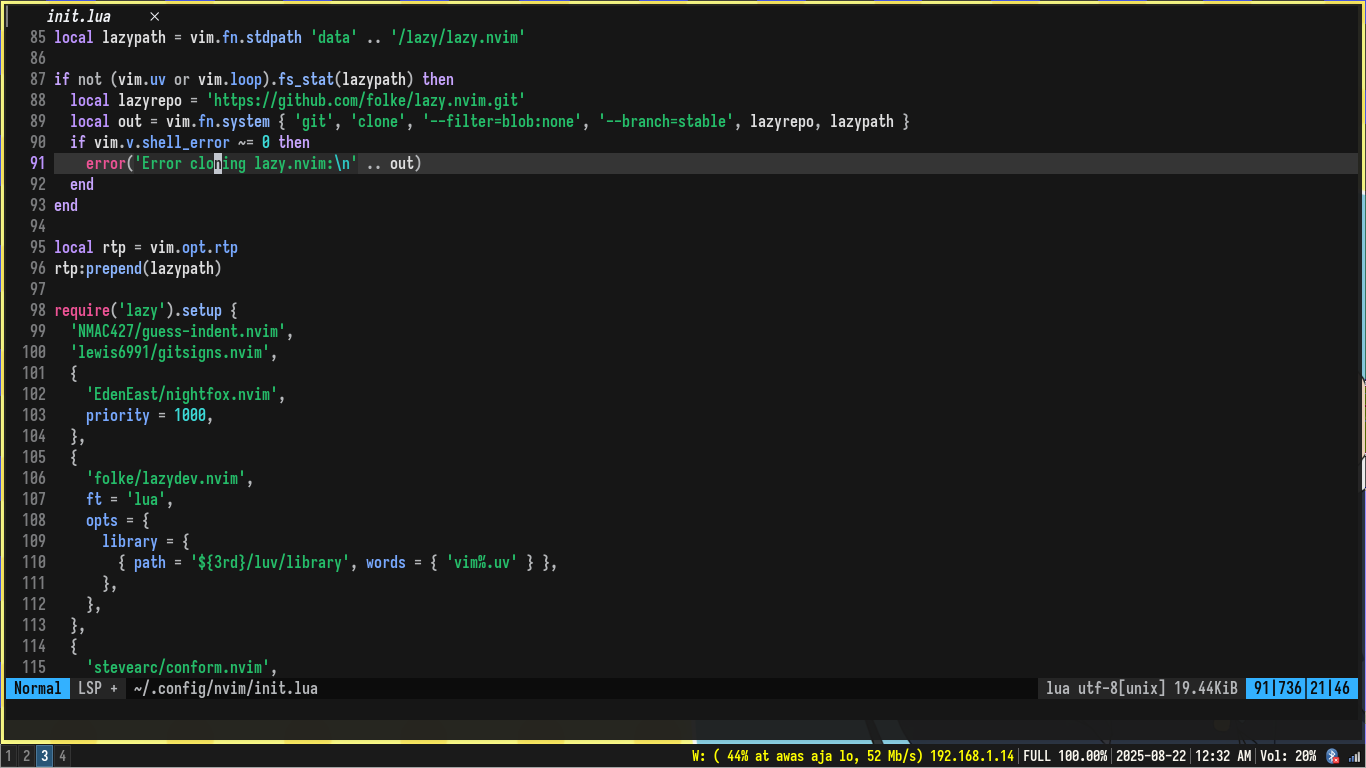 init.lua ×
85 local lazypath = vim.fn.stdpath 'data' .. '/lazy/lazy.nvim'
86
87 if not (vim.uv or vim.loop).fs_stat(lazypath) then
88 local lazyrepo = 'https://github.com/folke/lazy.nvim.git'
89 local out = vim.fn.system { 'git', 'clone', '--filter=blob:none', '--branch=stable', lazyrepo, lazypath }
90 if vim.v.shell_error ~= 0 then
91 error('Error cloning lazy.nvim:\n' .. out)
92 end
93 end
94
95 local rtp = vim.opt.rtp
96 rtp:prepend(lazypath)
97
98 require('lazy').setup {
99 'NMAC427/guess-indent.nvim',
100 'lewis6991/gitsigns.nvim',
101 {
102 'EdenEast/nightfox.nvim',
103 priority = 1000,
104 },
105 {
106 'folke/lazydev.nvim',
107 ft = 'lua',
108 opts = {
109 library = {
110 { path = '${3rd}/luv/library', words = { 'vim%.uv' } },
111 },
112 },
113 },
114 {
115 'stevearc/conform.nvim',
Normal LSP + ~/.config/nvim/init.lua lua utf-8[unix] 19.44KiB 91|736 21|46
1 2 3 4 W: ( 44% at awas aja lo, 52 Mb/s) 192.168.1.14 FULL 100.00% 2025-08-22 12:32 AM Vol: 20%